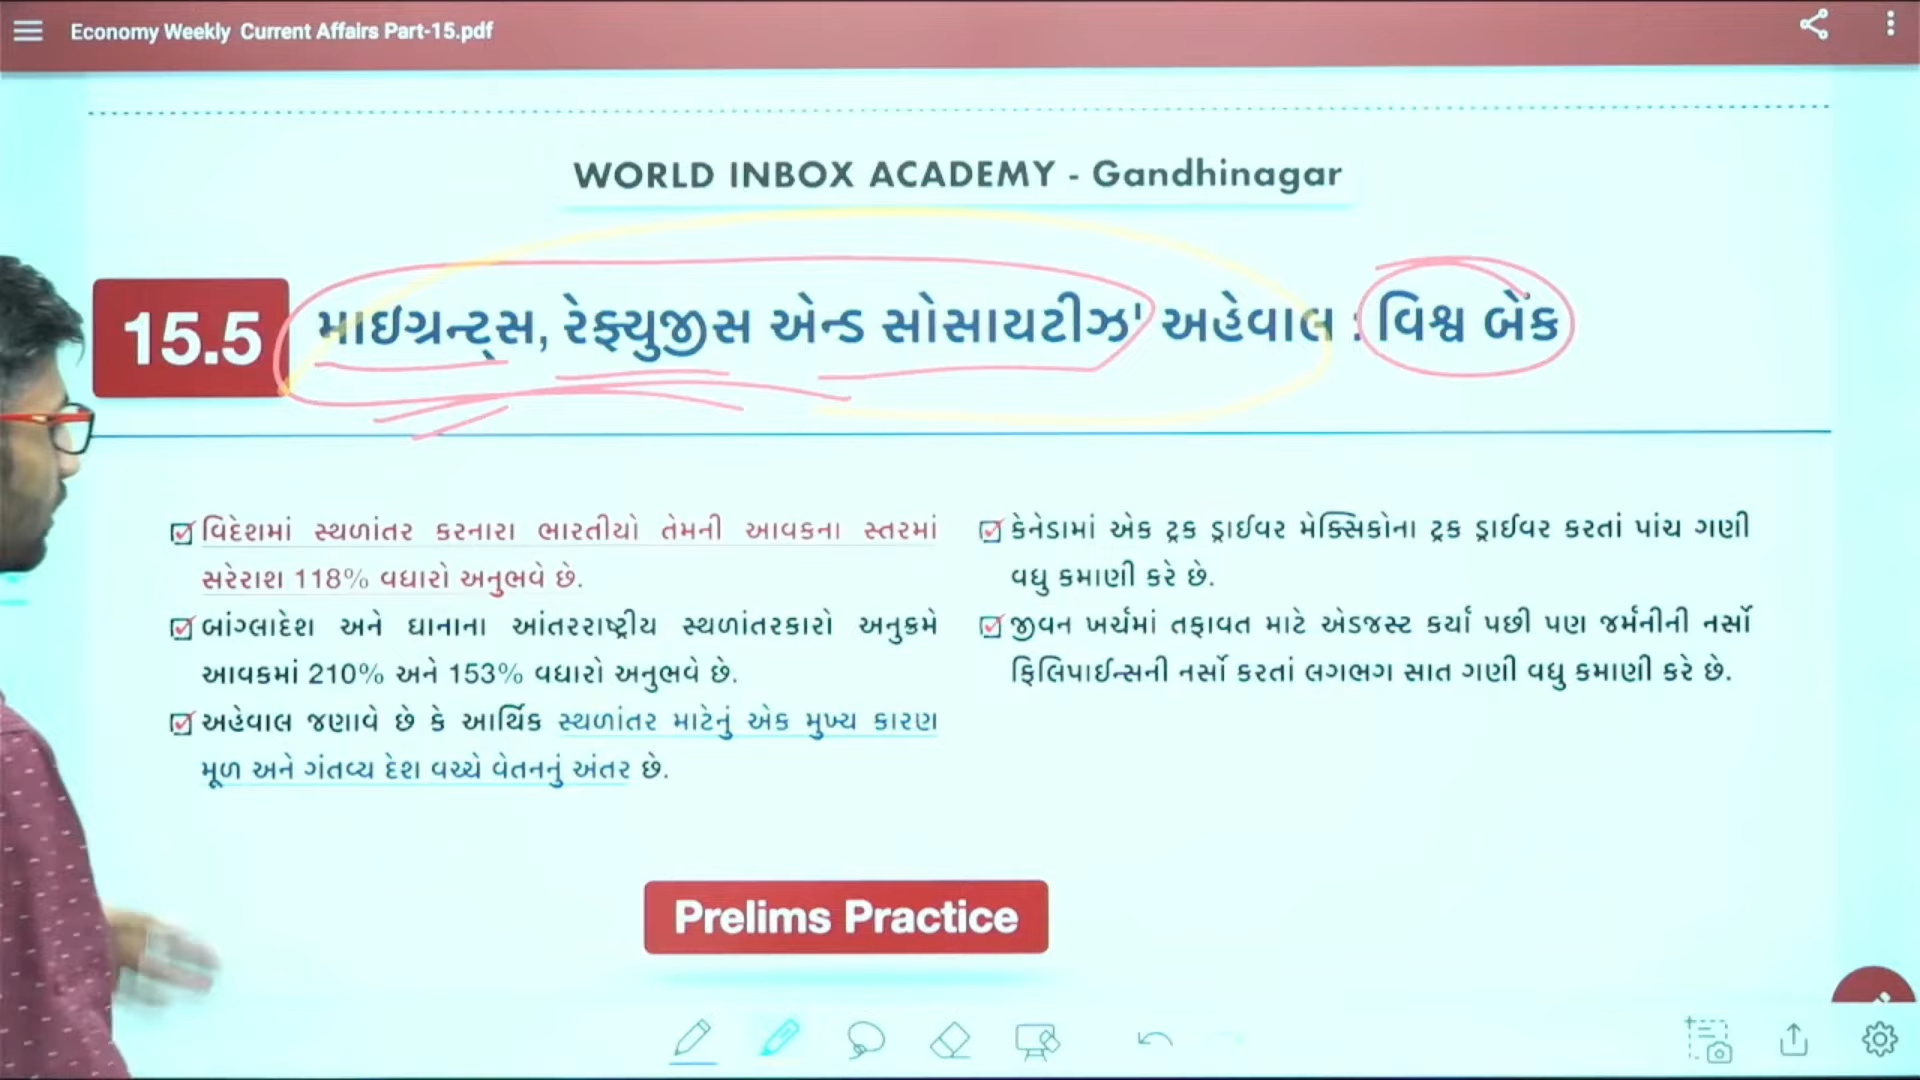 Economy Weekly Current Affairs Part-15.pdf
WORLD INBOX ACADEMY - Gandhinagar
15.5 માઇગ્રન્ટ્સ, રેફ્યુજીસ એન્ડ સોસાયટીઝ' અહેવાલ : વિશ્વ બેંક
વિદેશમાં સ્થળાંતર કરનારા ભારતીયો તેમની આવકના સ્તરમાં
સરેરાશ 118% વધારો અનુભવે છે.
બાંગ્લાદેશ અને ઘાનાના આંતરરાષ્ટ્રીય સ્થળાંતરકારો અનુક્રમે
આવકમાં 210% અને 153% વધારો અનુભવે છે.
અહેવાલ જણાવે છે કે આર્થિક સ્થળાંતર માટેનું એક મુખ્ય કારણ
મૂળ અને ગંતવ્ય દેશ વચ્ચે વેતનનું અંતર છે.
કેનેડામાં એક ટ્રક ડ્રાઈવર મેક્સિકોના ટ્રક ડ્રાઈવર કરતાં પાંચ ગણી
વધુ કમાણી કરે છે.
જીવન ખર્ચમાં તફાવત માટે એડજસ્ટ કર્યા પછી પણ જર્મનીની નર્સો
ફિલિપાઈન્સની નર્સો કરતાં લગભગ સાત ગણી વધુ કમાણી કરે છે.
Prelims Practice